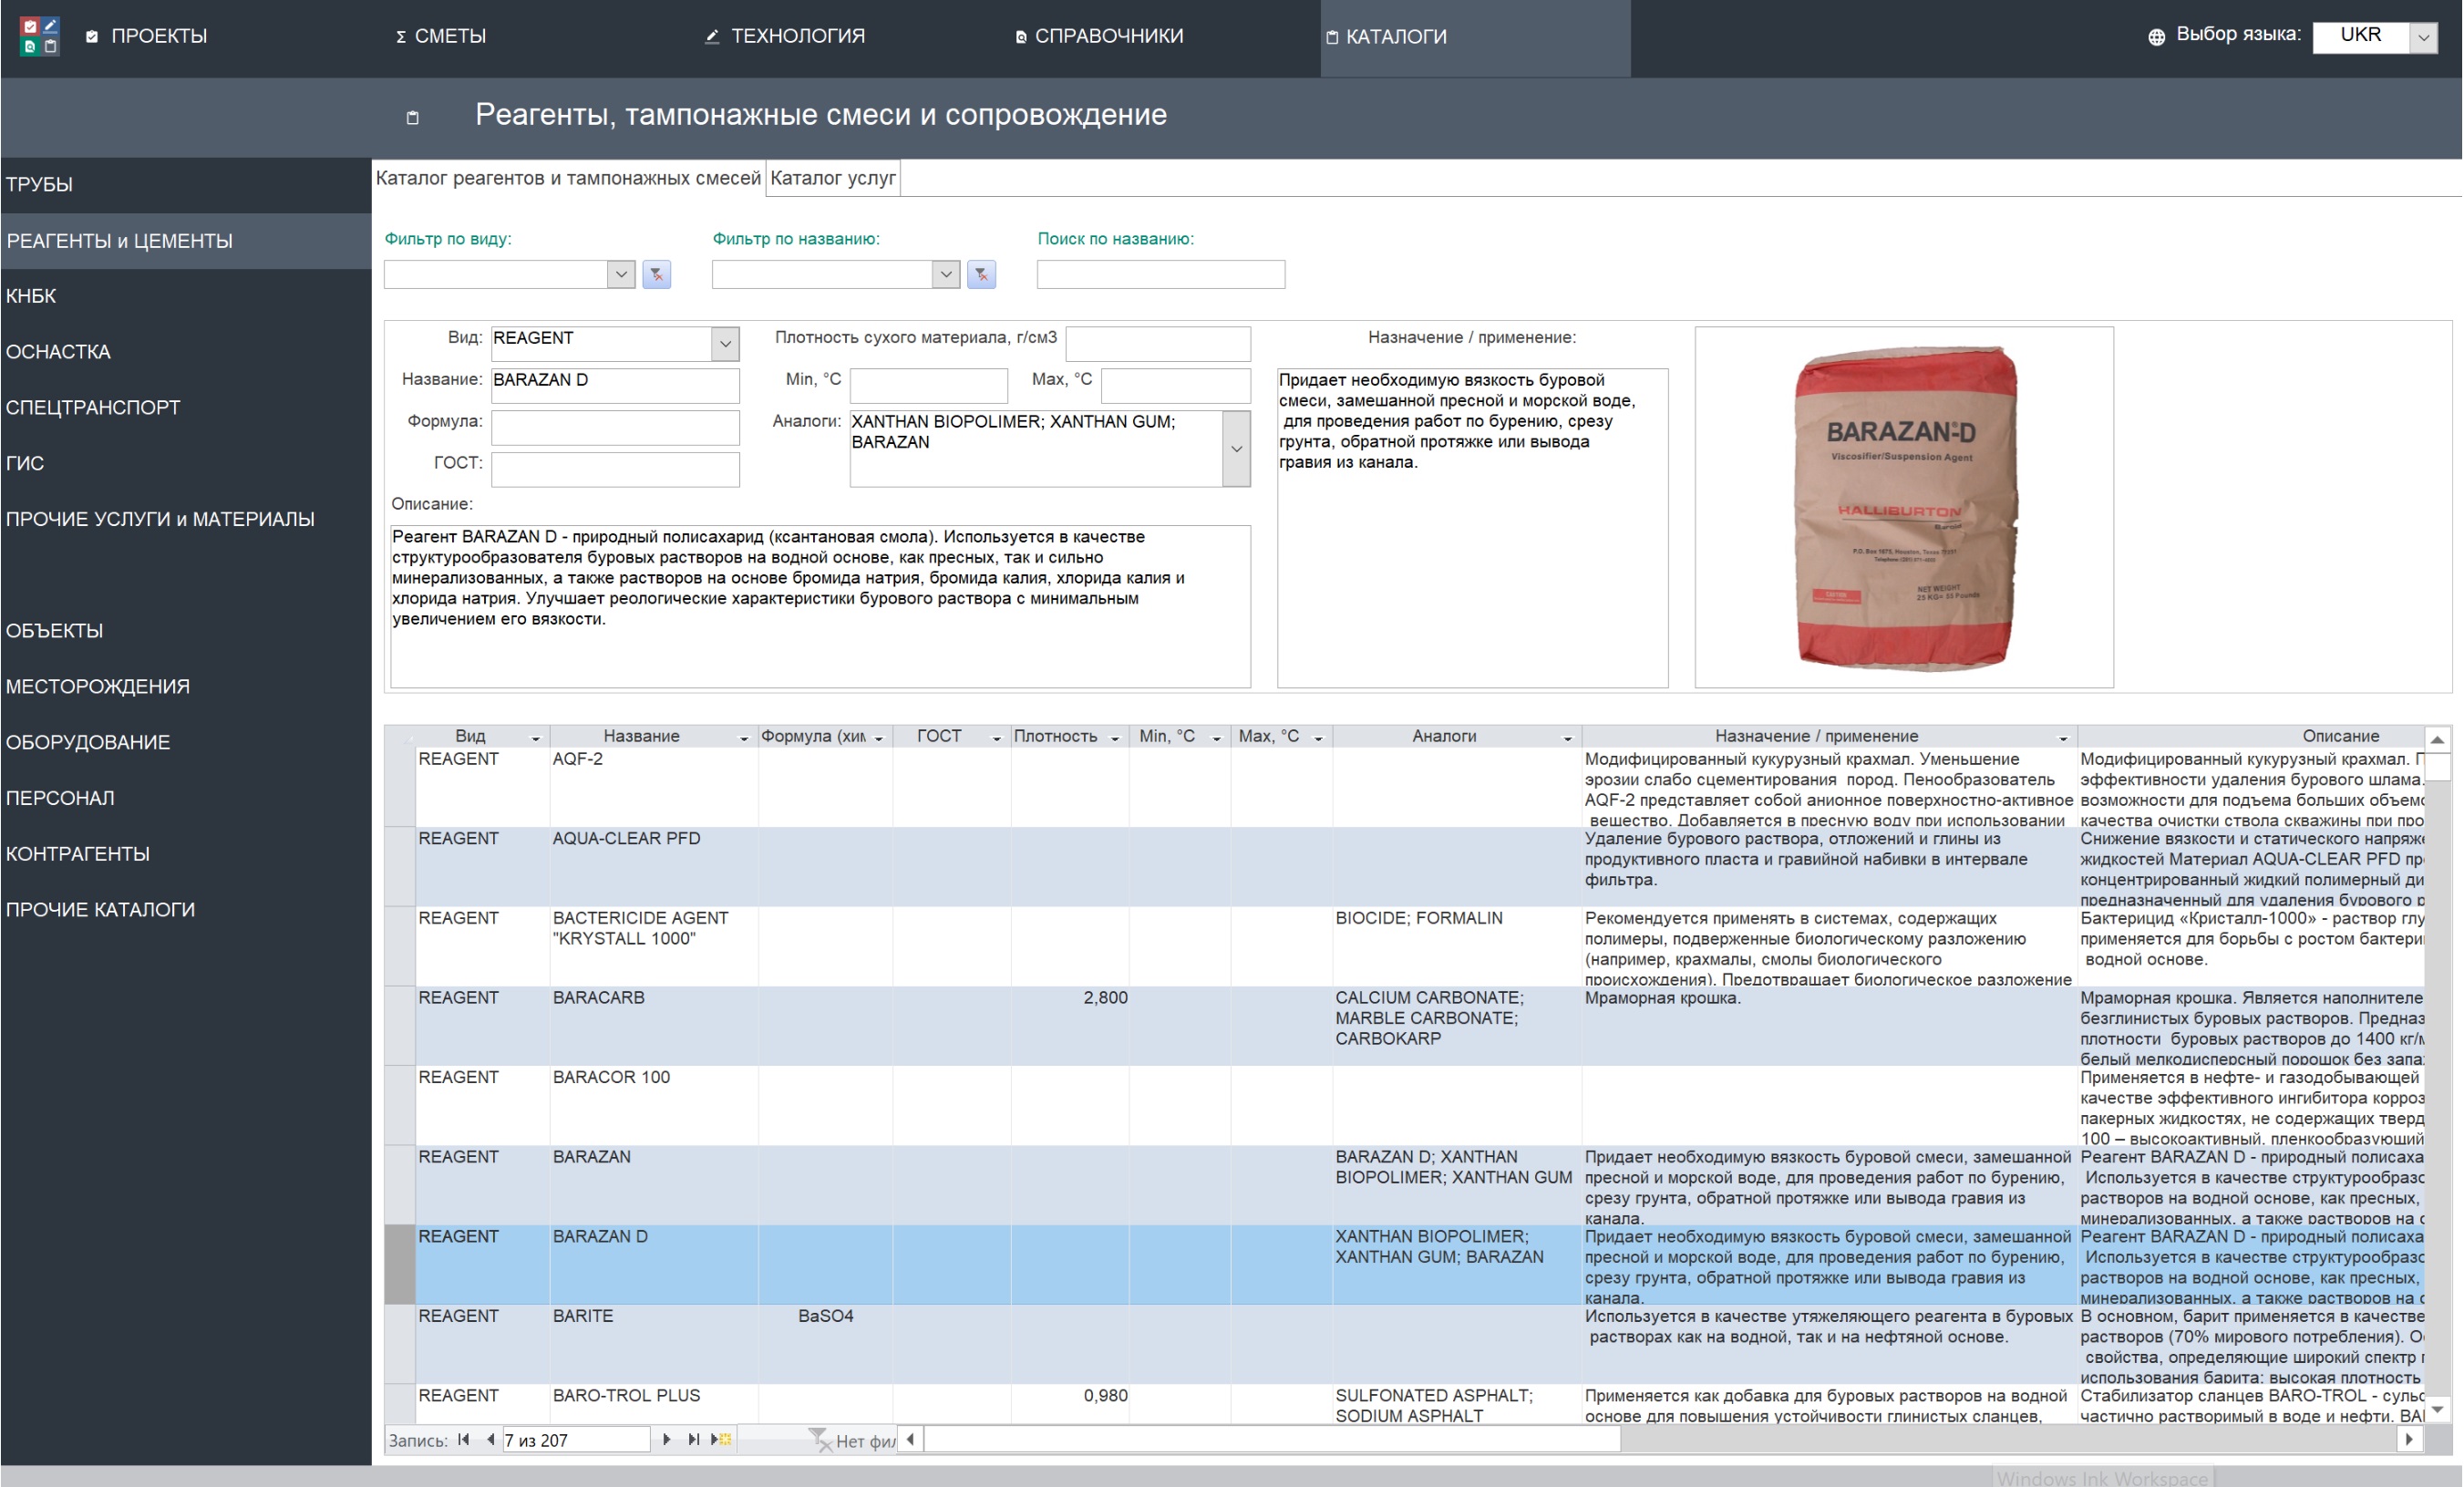 ПРОЕКТЫ
Σ СМЕТЫ
ТЕХНОЛОГИЯ
СПРАВОЧНИКИ
КАТАЛОГИ
Выбор языка: UKR
Реагенты, тампонажные смеси и сопровождение
ТРУБЫ
РЕАГЕНТЫ и ЦЕМЕНТЫ
КНБК
ОСНАСТКА
СПЕЦТРАНСПОРТ
ГИС
ПРОЧИЕ УСЛУГИ и МАТЕРИАЛЫ
ОБЪЕКТЫ
МЕСТОРОЖДЕНИЯ
ОБОРУДОВАНИЕ
ПЕРСОНАЛ
КОНТРАГЕНТЫ
ПРОЧИЕ КАТАЛОГИ
Каталог реагентов и тампонажных смесей
Каталог услуг
Фильтр по виду:
Фильтр по названию:
Поиск по названию:
Вид: REAGENT
Название: BARAZAN D
Формула:
ГОСТ:
Плотность сухого материала, г/см3
Min, °C
Max, °C
Аналоги: XANTHAN BIOPOLIMER; XANTHAN GUM;
BARAZAN
Описание:
Реагент BARAZAN D - природный полисахарид (ксантановая смола). Используется в качестве
структурообразователя буровых растворов на водной основе, как пресных, так и сильно
минерализованных, а также растворов на основе бромида натрия, бромида калия, хлорида калия и
хлорида натрия. Улучшает реологические характеристики бурового раствора с минимальным
увеличением его вязкости.
Назначение / применение:
Придает необходимую вязкость буровой
смеси, замешанной пресной и морской воде,
для проведения работ по бурению, срезу
грунта, обратной протяжке или вывода
гравия из канала.
BARAZAN®-D
Viscosifier/Suspension Agent
HALLIBURTON
Baroid
P.O. Box 1675, Houston, Texas
CAUTION
NET WEIGHT
25 KG= 55 Pounds
Вид Название Формула (хим ГОСТ Плотность Min, °C Max, °C Аналоги Назначение / применение Описание
REAGENT AQF-2
Модифицированный кукурузный крахмал. Уменьшение
эрозии слабо сцементирования пород. Пенообразователь
AQF-2 представляет собой анионное поверхностно-активное
вещество. Добавляется в пресную воду при использовании
Модифицированный кукурузный крахмал. П
эффективности удаления бурового шлама.
возможности для подъема больших объемо
качества очистки ствола скважины при про
REAGENT AQUA-CLEAR PFD
Удаление бурового раствора, отложений и глины из
продуктивного пласта и гравийной набивки в интервале
фильтра.
Снижение вязкости и статического напряже
жидкостей Материал AQUA-CLEAR PFD пр
концентрированный жидкий полимерный ди
предназначенный для удаления бурового р
REAGENT BACTERICIDE AGENT
"KRYSTALL 1000"
BIOCIDE; FORMALIN
Рекомендуется применять в системах, содержащих
полимеры, подверженные биологическому разложению
(например, крахмалы, смолы биологического
происхождения). Предотвращает биологическое разложение
Бактерицид «Кристалл-1000» - раствор глу
применяется для борьбы с ростом бактери
водной основе.
REAGENT BARACARB 2,800
CALCIUM CARBONATE;
MARBLE CARBONATE;
CARBOKARP
Мраморная крошка.
Мраморная крошка. Является наполнителе
безглинистых буровых растворов. Предназ
плотности буровых растворов до 1400 кг/м
белый мелкодисперсный порошок без запа
REAGENT BARACOR 100
Применяется в нефте- и газодобывающей
качестве эффективного ингибитора корроз
пакерных жидкостях, не содержащих тверд
100 – высокоактивный, пленкообразующий
REAGENT BARAZAN
BARAZAN D; XANTHAN
BIOPOLIMER; XANTHAN GUM
Придает необходимую вязкость буровой смеси, замешанной
пресной и морской воде, для проведения работ по бурению,
срезу грунта, обратной протяжке или вывода гравия из
канала.
Реагент BARAZAN D - природный полисаха
Используется в качестве структурообразо
растворов на водной основе, как пресных,
минерализованных, а также растворов на о
REAGENT BARAZAN D
XANTHAN BIOPOLIMER;
XANTHAN GUM; BARAZAN
Придает необходимую вязкость буровой смеси, замешанной
пресной и морской воде, для проведения работ по бурению,
срезу грунта, обратной протяжке или вывода гравия из
канала.
Реагент BARAZAN D - природный полисаха
Используется в качестве структурообразо
растворов на водной основе, как пресных,
минерализованных, а также растворов на о
REAGENT BARITE BaSO4
Используется в качестве утяжеляющего реагента в буровых
растворах как на водной, так и на нефтяной основе.
В основном, барит применяется в качестве
растворов (70% мирового потребления). О
свойства, определяющие широкий спектр п
использования барита: высокая плотность
REAGENT BARO-TROL PLUS 0,980
SULFONATED ASPHALT;
SODIUM ASPHALT
Применяется как добавка для буровых растворов на водной
основе для повышения устойчивости глинистых сланцев,
Стабилизатор сланцев BARO-TROL - сульф
частично растворимый в воде и нефти. BA
Запись: 7 из 207 Нет фил
Windows Ink Workspace